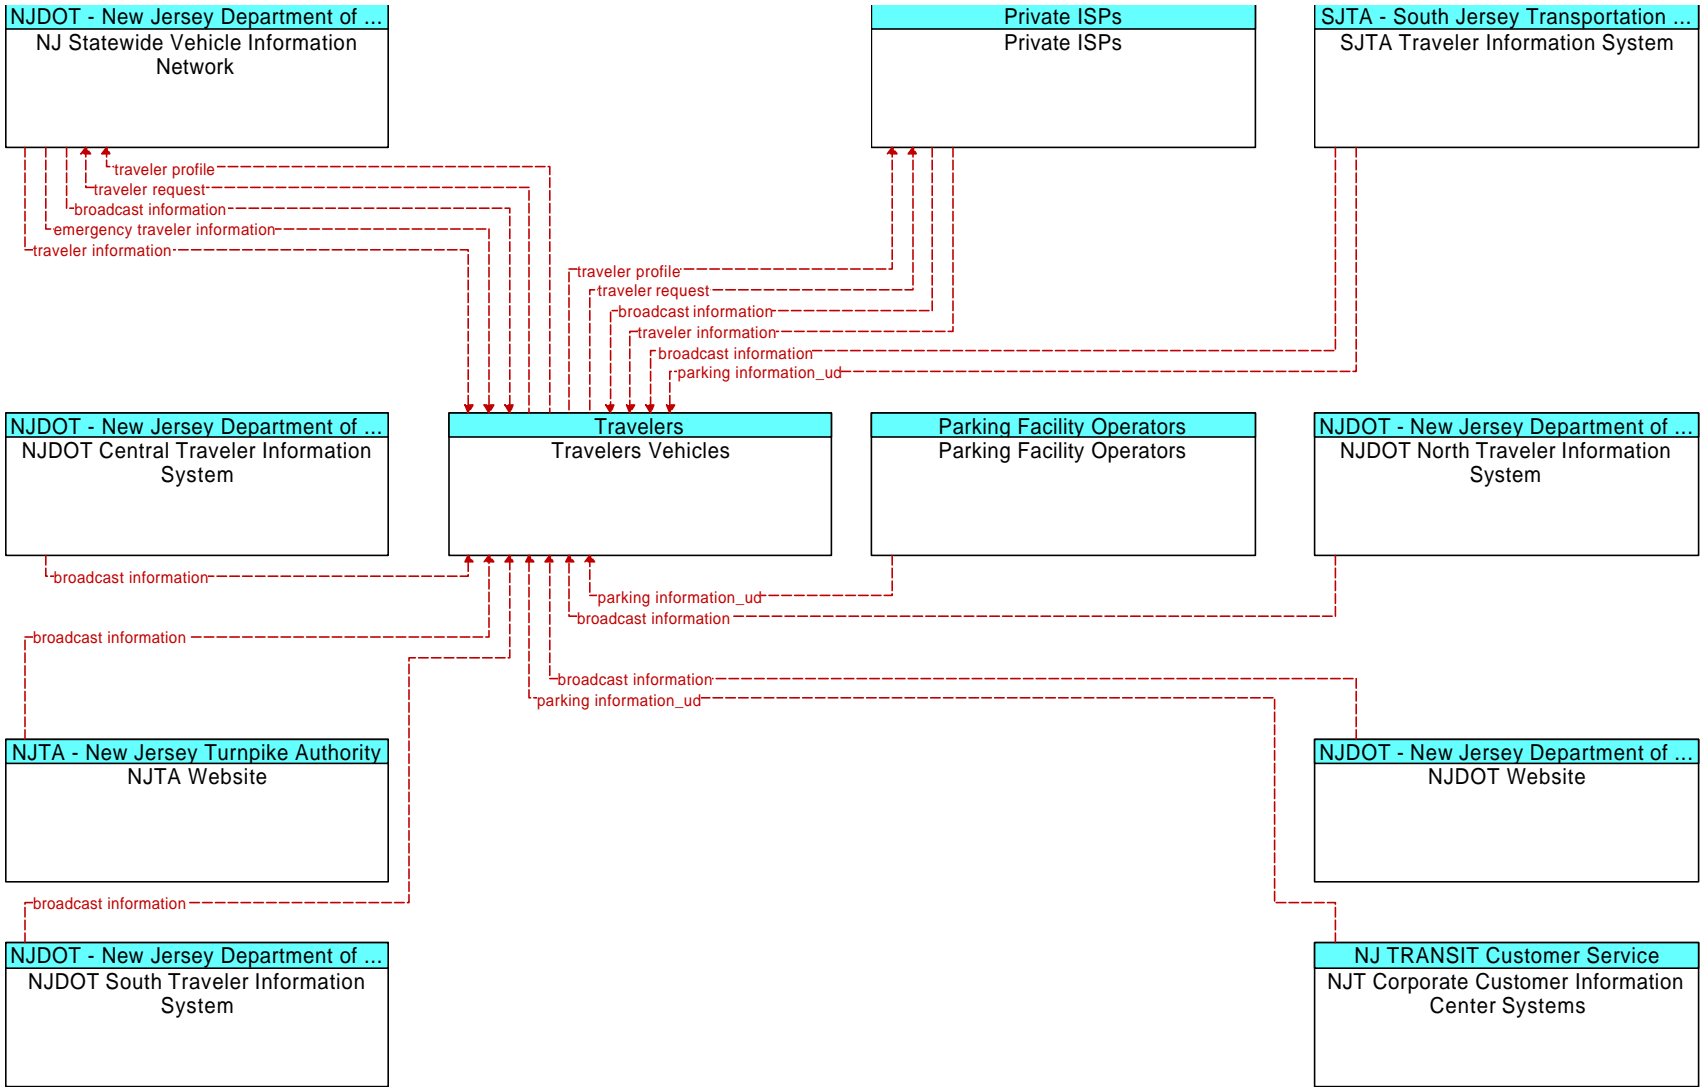 NJDOT - New Jersey Department of ...
NJ Statewide Vehicle Information
Network
Private ISPs
Private ISPs
SJTA - South Jersey Transportation ...
SJTA Traveler Information System
traveler profile
traveler request
broadcast information
emergency traveler information
traveler information
traveler profile
traveler request
broadcast information
traveler information
broadcast information
parking information_ud
NJDOT - New Jersey Department of ...
NJDOT Central Traveler Information
System
Travelers
Travelers Vehicles
Parking Facility Operators
Parking Facility Operators
NJDOT - New Jersey Department of ...
NJDOT North Traveler Information
System
broadcast information
parking information_ud
broadcast information
broadcast information
broadcast information
parking information_ud
NJTA - New Jersey Turnpike Authority
NJTA Website
NJDOT - New Jersey Department of ...
NJDOT Website
broadcast information
NJDOT - New Jersey Department of ...
NJDOT South Traveler Information
System
NJ TRANSIT Customer Service
NJT Corporate Customer Information
Center Systems